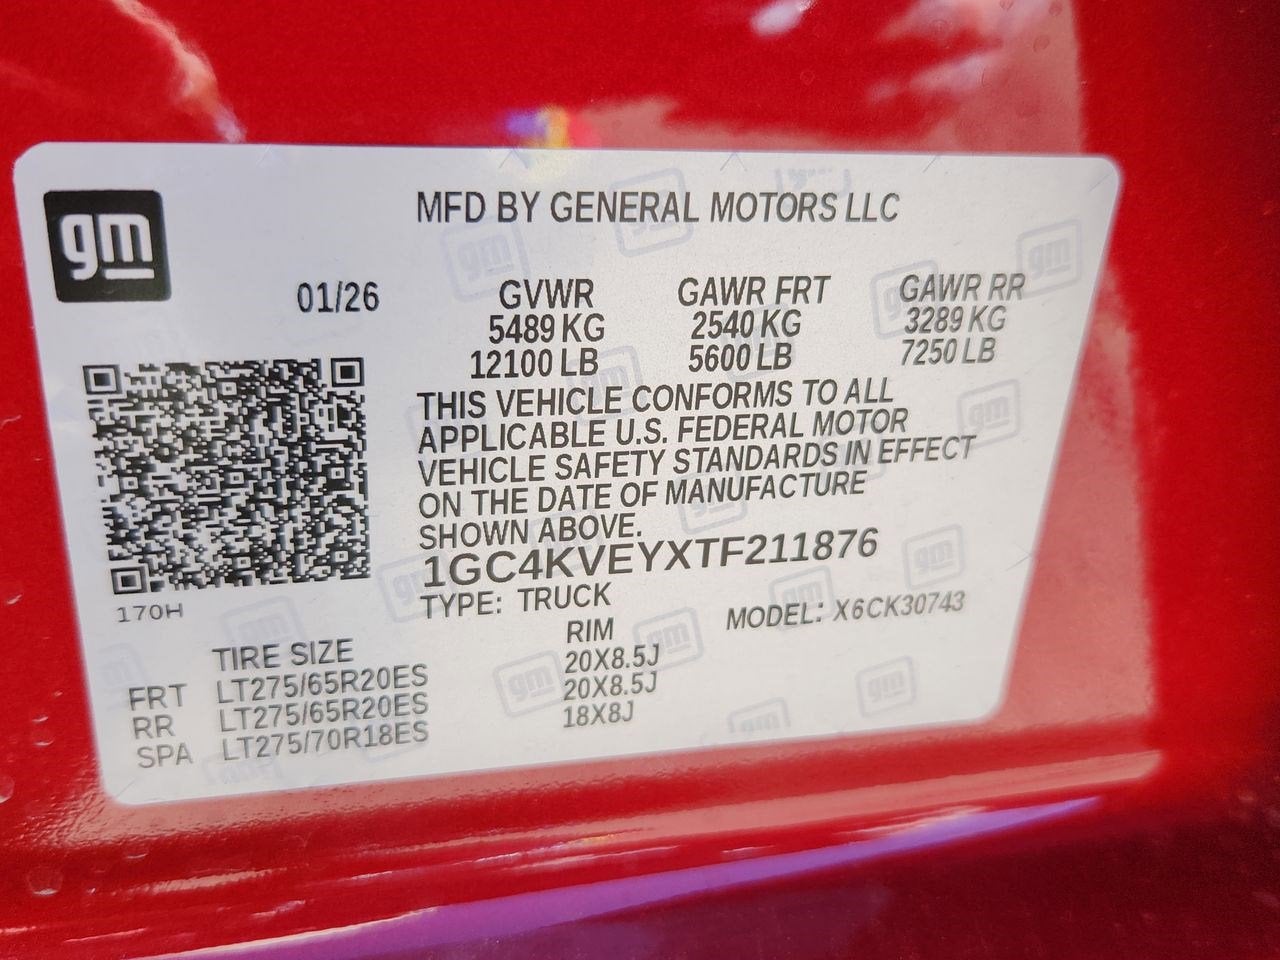 gm
MFD BY GENERAL MOTORS LLC
01/26 GVWR GAWR FRT GAWR RR
5489 KG 2540 KG 3289 KG
12100 LB 5600 LB 7250 LB
THIS VEHICLE CONFORMS TO ALL
APPLICABLE U.S. FEDERAL MOTOR
VEHICLE SAFETY STANDARDS IN EFFECT
ON THE DATE OF MANUFACTURE
SHOWN ABOVE.
1GC4KVEYXTF211876
TYPE: TRUCK MODEL: X6CK30743
170H
TIRE SIZE RIM
FRT LT275/65R20ES 20X8.5J
RR LT275/65R20ES 20X8.5J
SPA LT275/70R18ES 18X8J